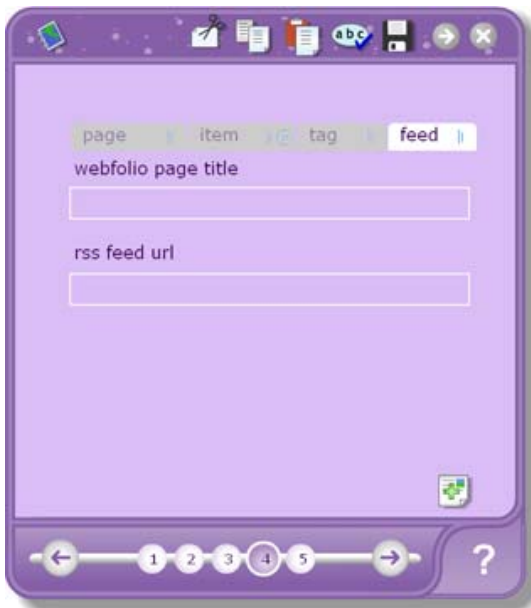 abc
page item tag feed
webfolio page title
rss feed url
1 2 3 4 5
?